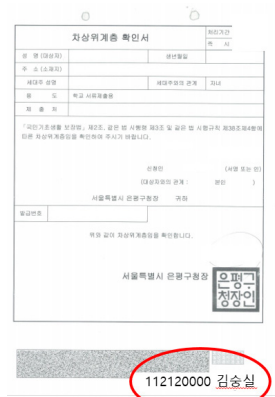 차상위계층 확인서
처리기간
즉 시
성 명 (대상자)
생년월일
주 소 (소재지)
세대주 성명
세대주와의 관계
자녀
용 도
학교 서류제출용
제 출 처
「국민기초생활 보장법」 제2조, 같은 법 시행령 제3조 및 같은 법 시행규칙 제38조제4항에
따른 차상위계층임을 확인하여 주시기 바랍니다.
신청인
(서명 또는 인)
(대상자와의 관계 :
본인
)
서울특별시 은평구청장 귀하
발급번호
위와 같이 차상위계층임을 확인합니다.
서울특별시 은평구청장
은평구
청장인
112120000 김숭실